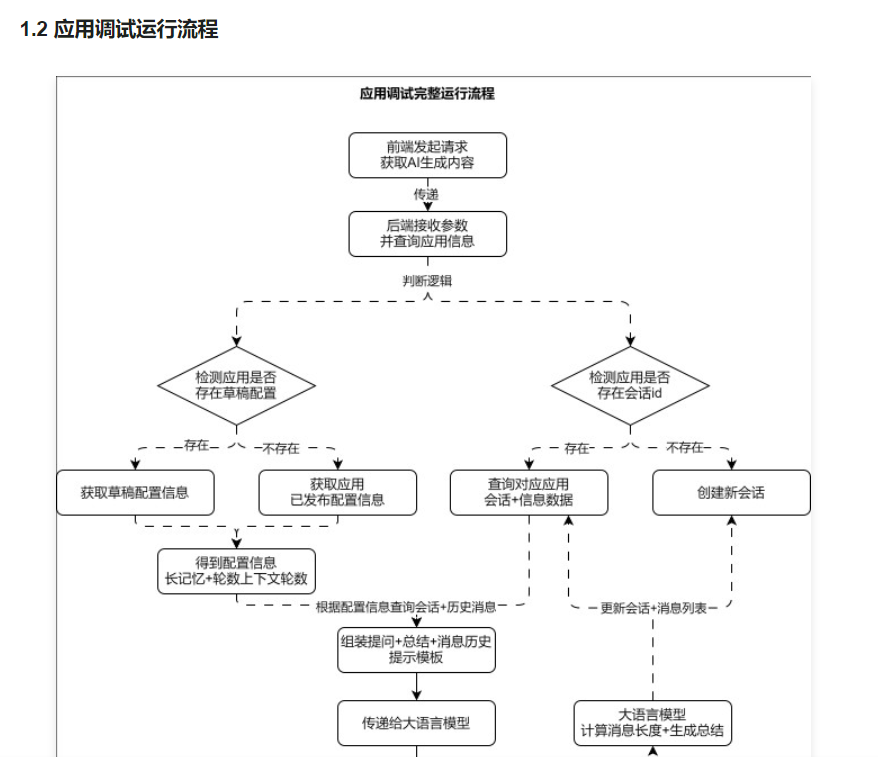 1.2 应用调试运行流程
应用调试完整运行流程
前端发起请求
获取AI生成内容
传递
后端接收参数
并查询应用信息
判断逻辑
检测应用是否
存在草稿配置
检测应用是否
存在会话id
存在
不存在
存在
不存在
获取草稿配置信息
获取应用
已发布配置信息
查询对应应用
会话+信息数据
创建新会话
得到配置信息
长记忆+轮数上下文轮数
根据配置信息查询会话+历史消息
更新会话+消息列表
组装提问+总结+消息历史
提示模板
传递给大语言模型
大语言模型
计算消息长度+生成总结